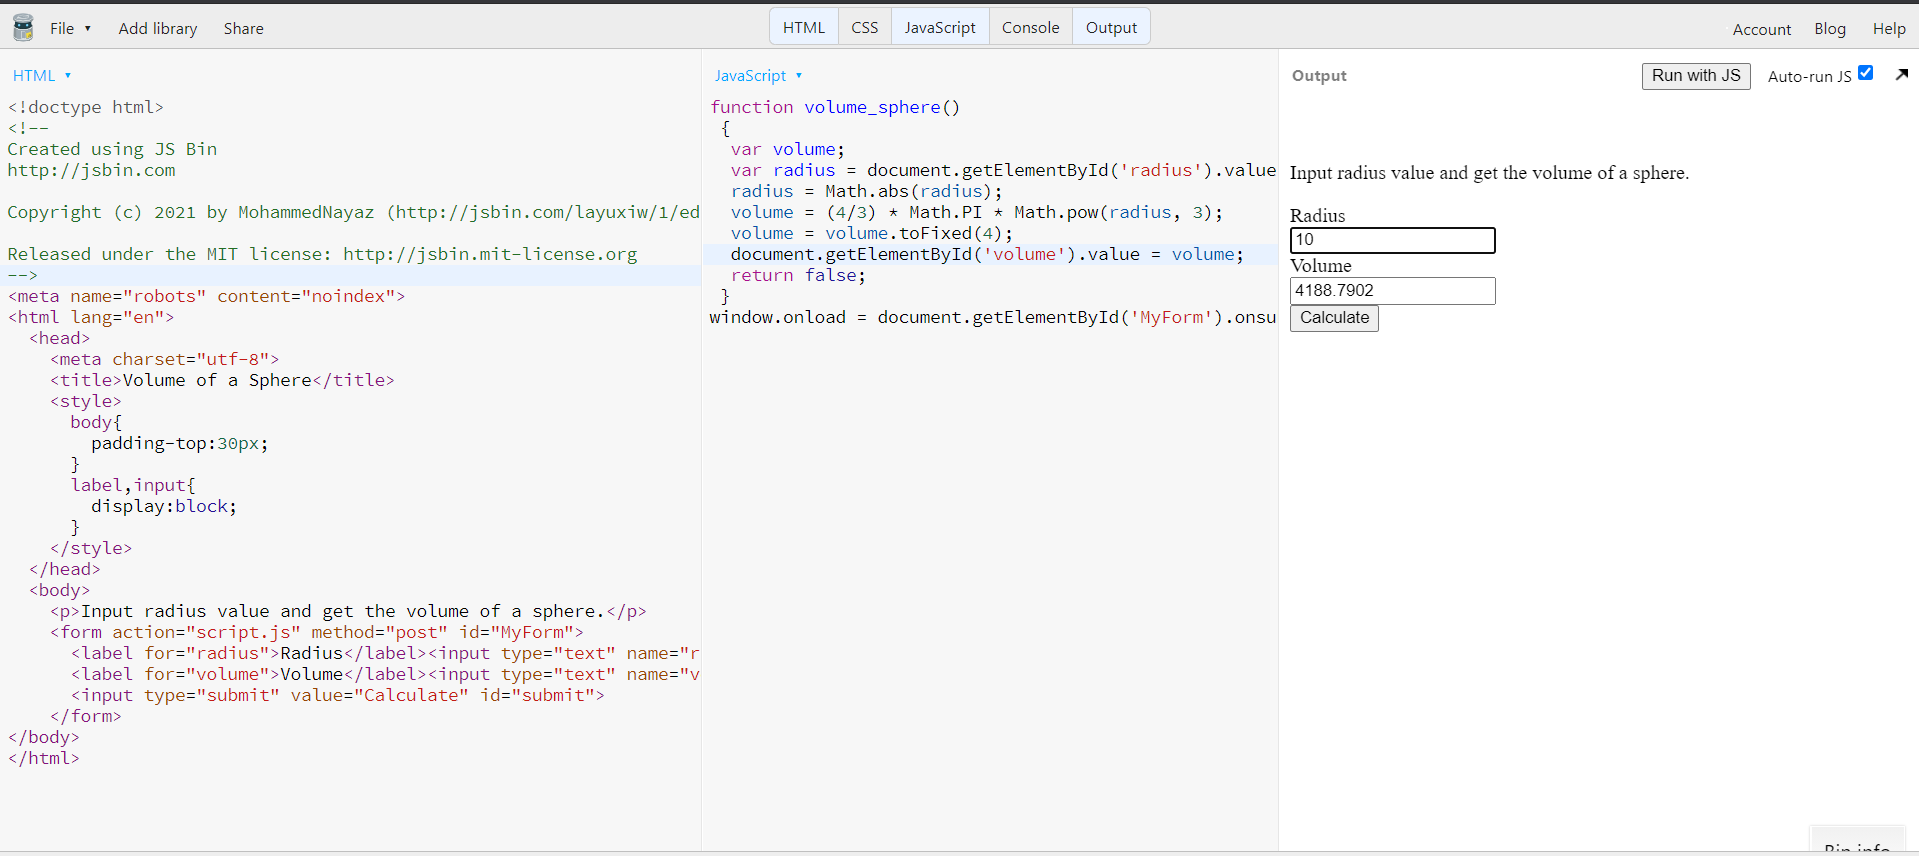 File ▾ Add library Share HTML CSS JavaScript Console Output Account Blog Help
HTML ▾
<!doctype html>
<!--
Created using JS Bin
http://jsbin.com
Copyright (c) 2021 by MohammedNayaz (http://jsbin.com/layuxiw/1/ed
Released under the MIT license: http://jsbin.mit-license.org
-->
<meta name="robots" content="noindex">
<html lang="en">
<head>
<meta charset="utf-8">
<title>Volume of a Sphere</title>
<style>
body{
padding-top:30px;
}
label,input{
display:block;
}
</style>
</head>
<body>
<p>Input radius value and get the volume of a sphere.</p>
<form action="script.js" method="post" id="MyForm">
<label for="radius">Radius</label><input type="text" name="r
<label for="volume">Volume</label><input type="text" name="v
<input type="submit" value="Calculate" id="submit">
</form>
</body>
</html>
JavaScript ▾
function volume_sphere()
{
var volume;
var radius = document.getElementById('radius').value
radius = Math.abs(radius);
volume = (4/3) * Math.PI * Math.pow(radius, 3);
volume = volume.toFixed(4);
document.getElementById('volume').value = volume;
return false;
}
window.onload = document.getElementById('MyForm').onsu
Output Run with JS Auto-run JS
Input radius value and get the volume of a sphere.
Radius
10
Volume
4188.7902
Calculate
Bin info